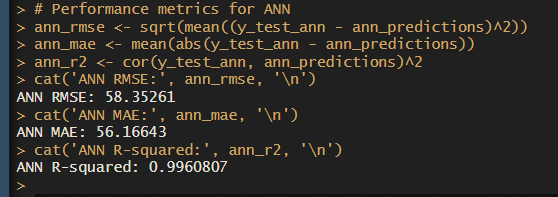 > # Performance metrics for ANN
> ann_rmse <- sqrt(mean((y_test_ann - ann_predictions)^2))
> ann_mae <- mean(abs(y_test_ann - ann_predictions))
> ann_r2 <- cor(y_test_ann, ann_predictions)^2
> cat('ANN RMSE:', ann_rmse, '\n')
ANN RMSE: 58.35261
> cat('ANN MAE:', ann_mae, '\n')
ANN MAE: 56.16643
> cat('ANN R-squared:', ann_r2, '\n')
ANN R-squared: 0.9960807
>